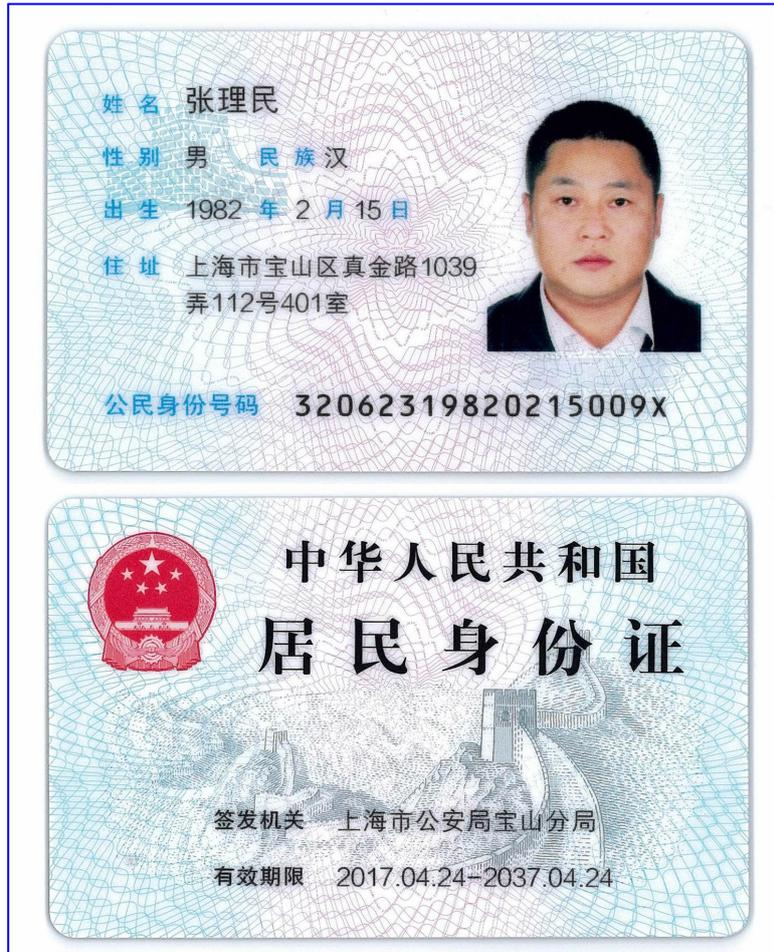 姓名 张理民
性别 男 民族 汉
出生 1982 年 2 月 15 日
住址 上海市宝山区真金路1039
弄112号401室
公民身份号码 32062319820215009X
中华人民共和国
居民身份证
签发机关 上海市公安局宝山分局
有效期限 2017.04.24-2037.04.24